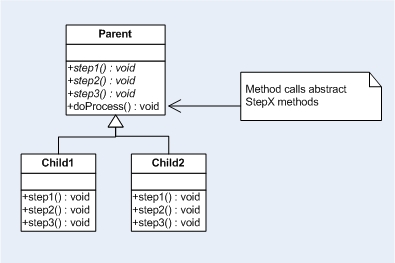 Parent
+step1() : void
+step2() : void
+step3() : void
+doProcess() : void
Method calls abstract
StepX methods
Child1
+step1() : void
+step2() : void
+step3() : void
Child2
+step1() : void
+step2() : void
+step3() : void